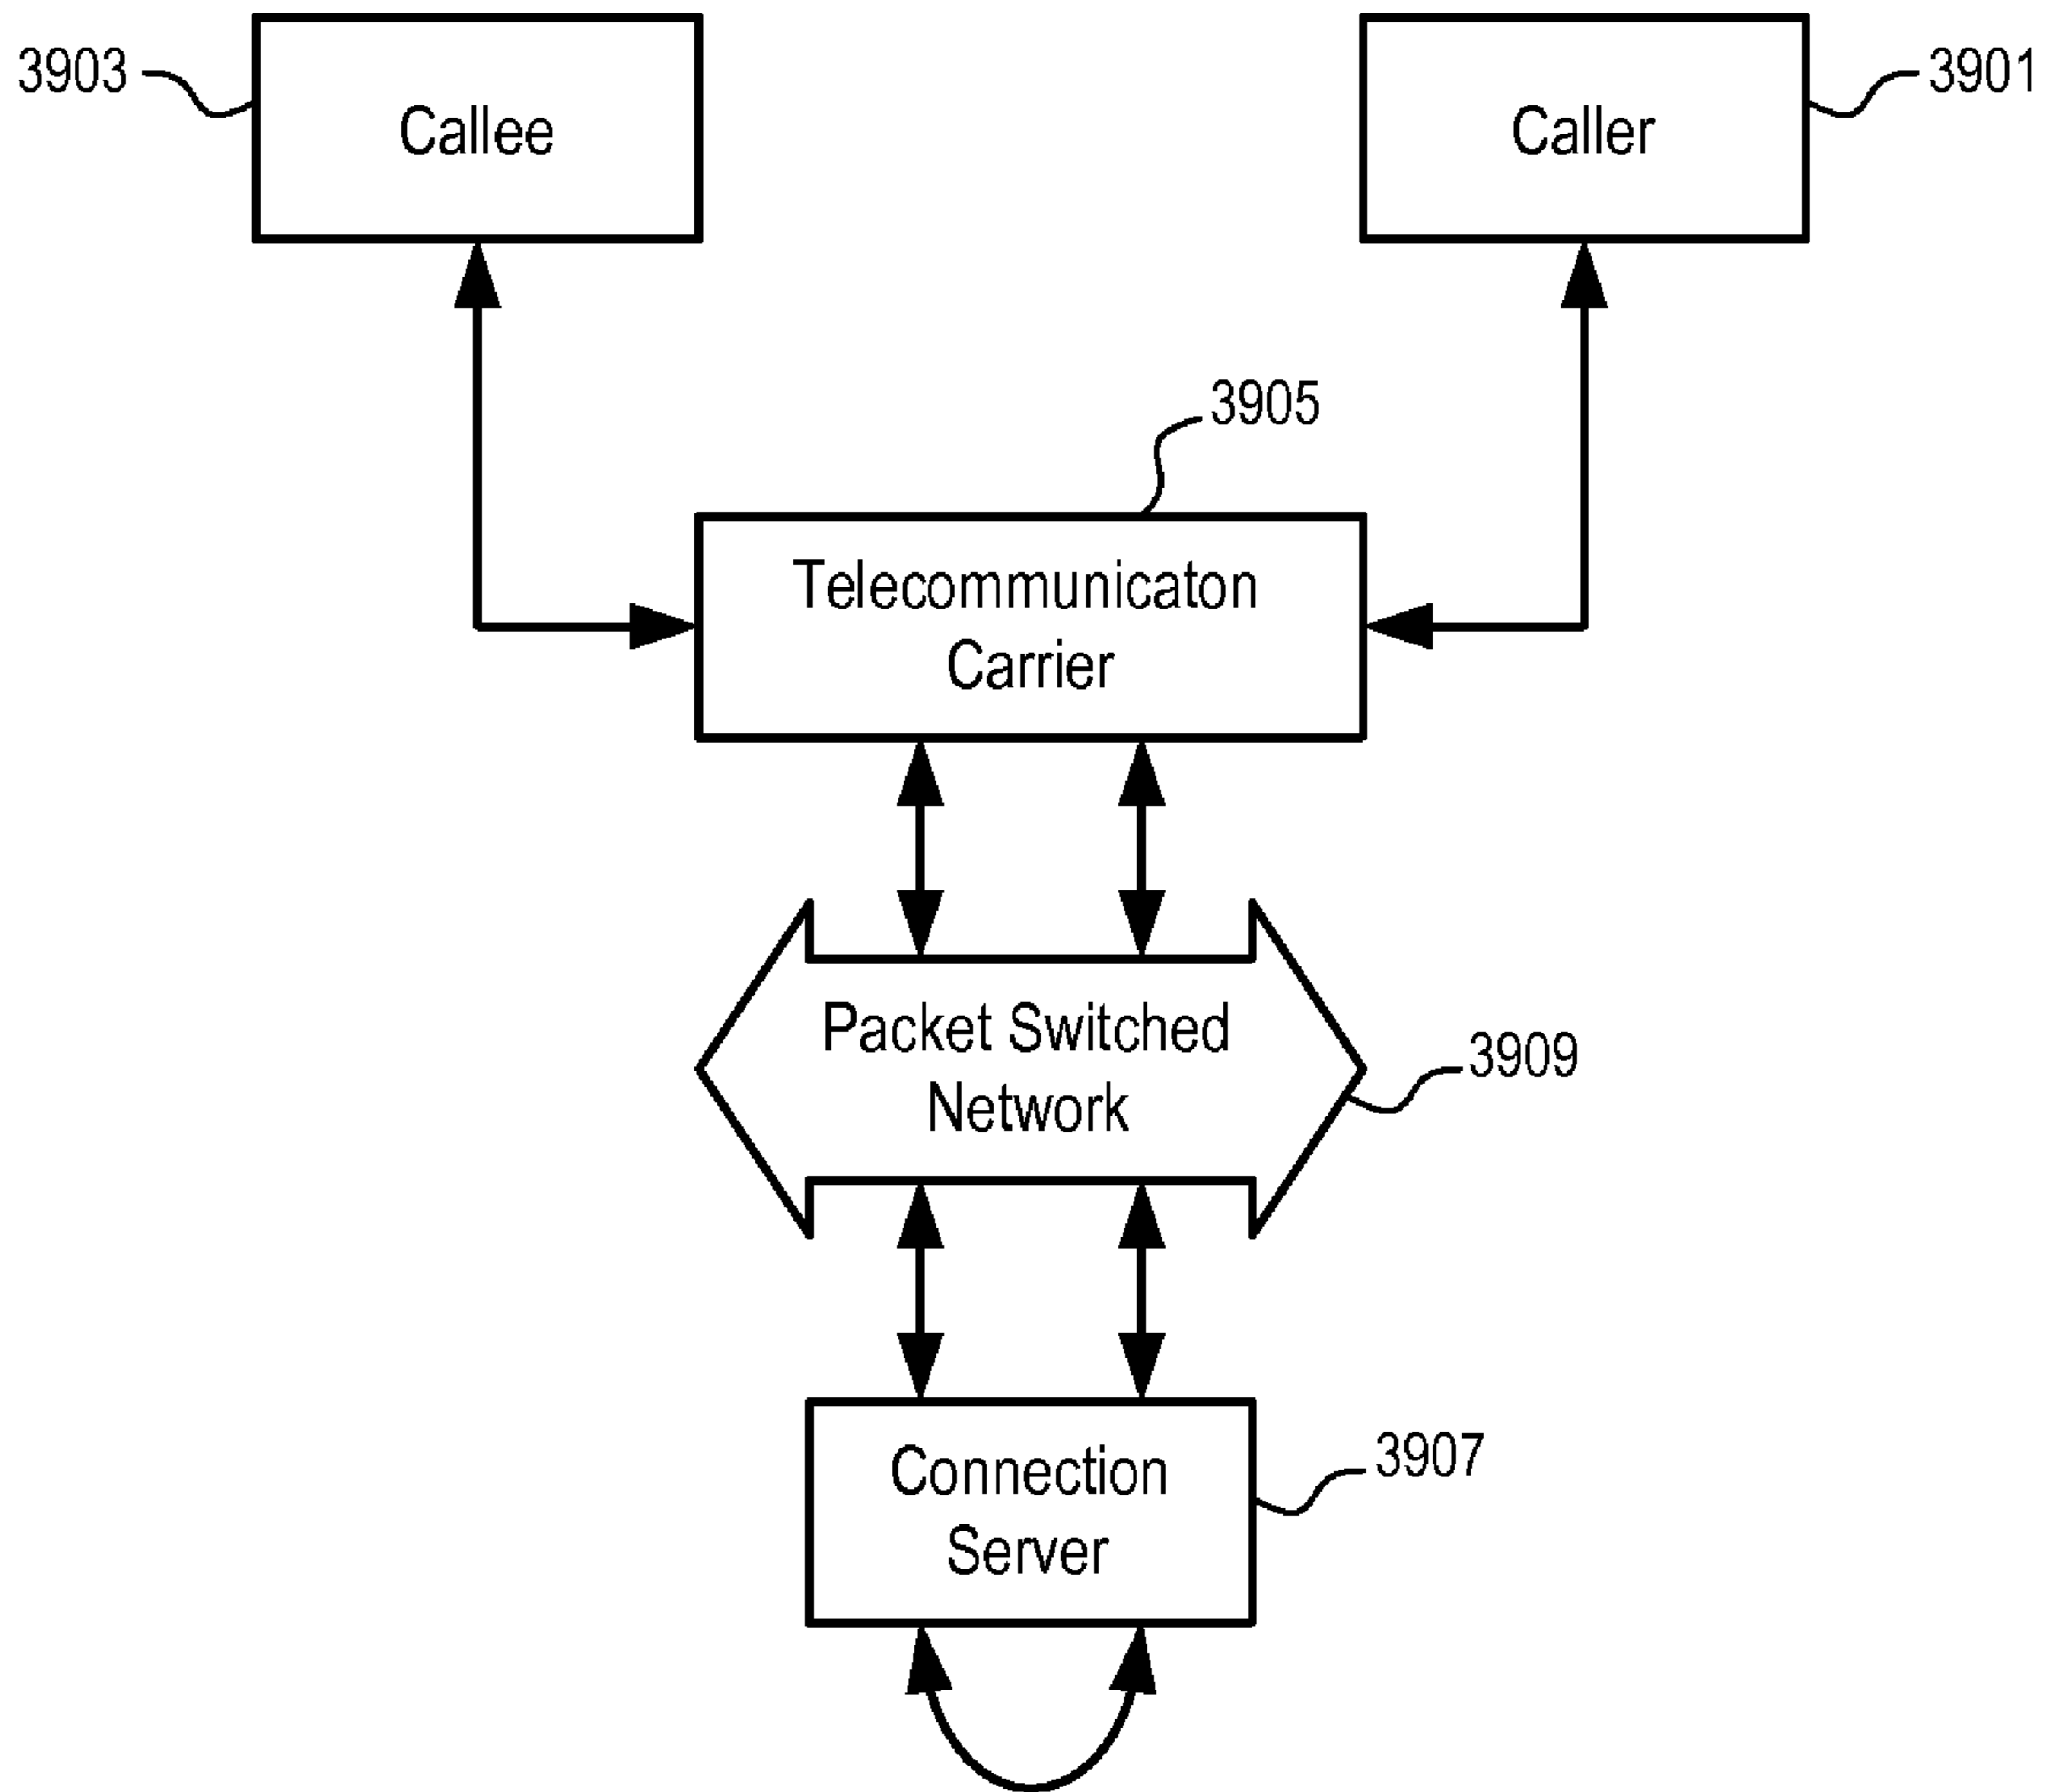 3903
Callee
Caller
3901
3905
Telecommunicaton
Carrier
Packet Switched
Network
3909
Connection
Server
3907